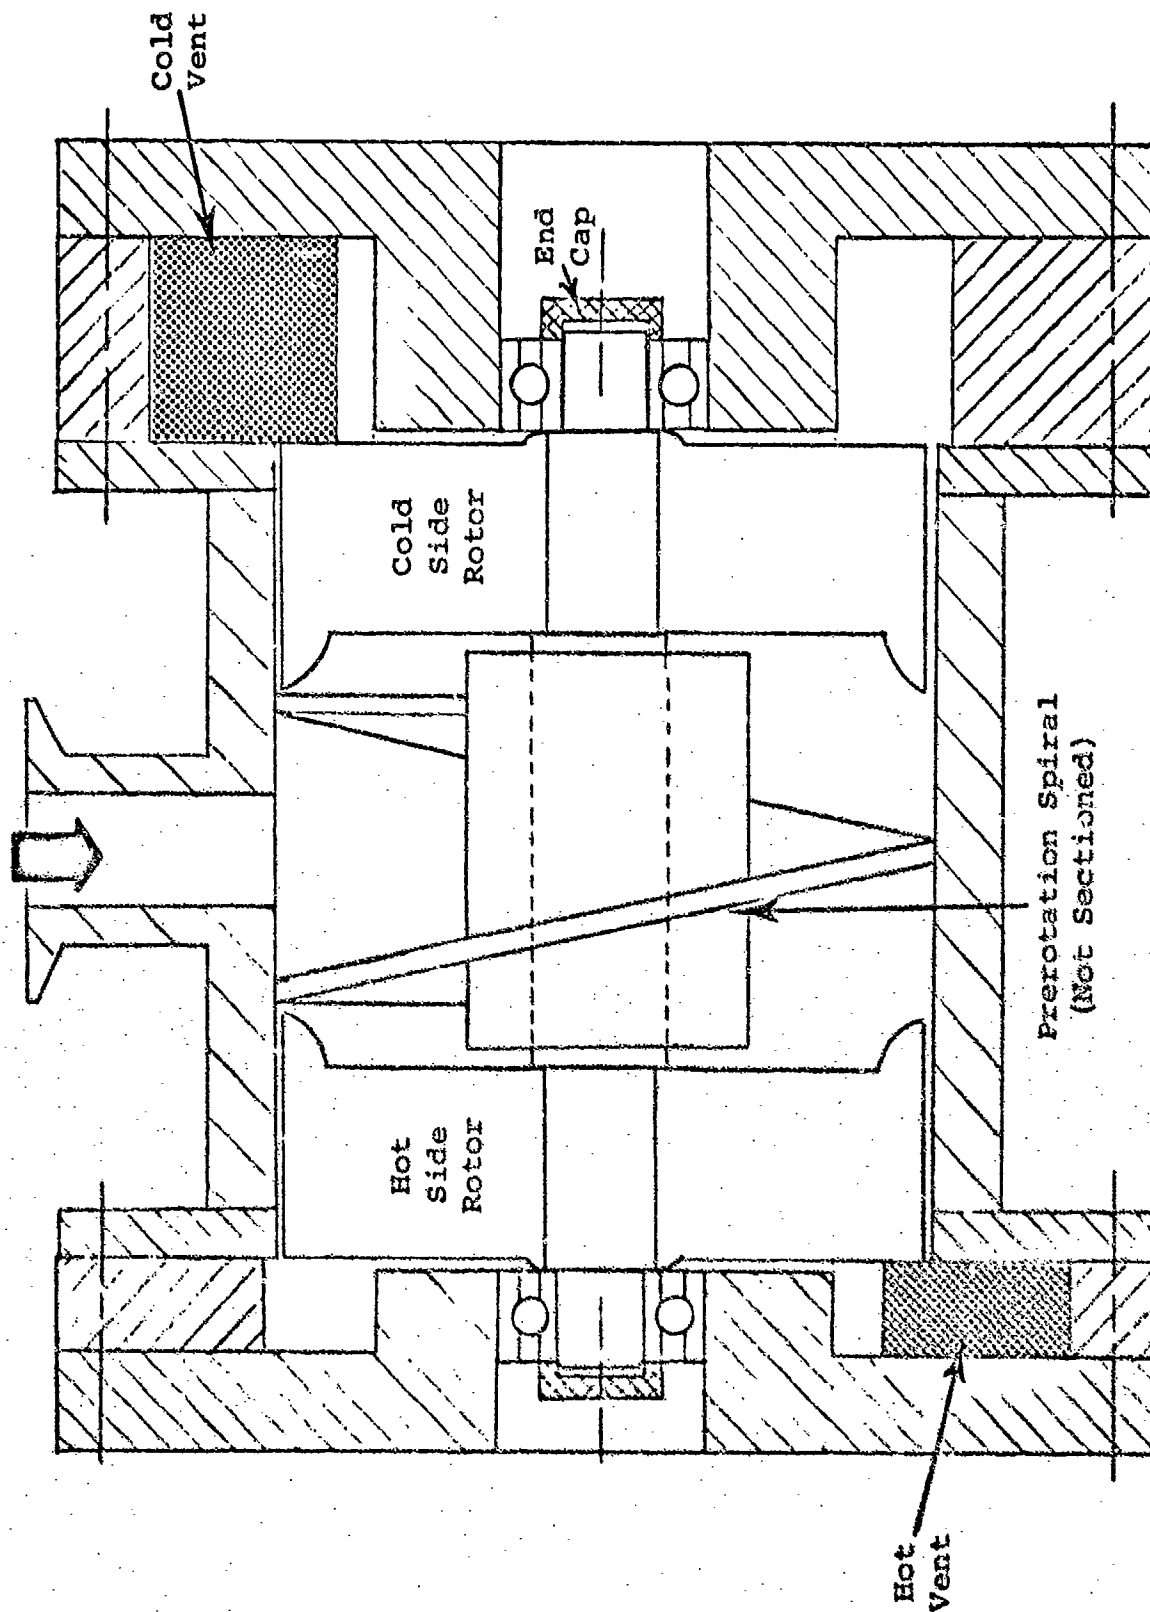 Cold
Vent
End
Cap
Cold
Side
Rotor
Prerotation Spiral
(Not Sectioned)
Hot
Side
Rotor
Hot
Vent